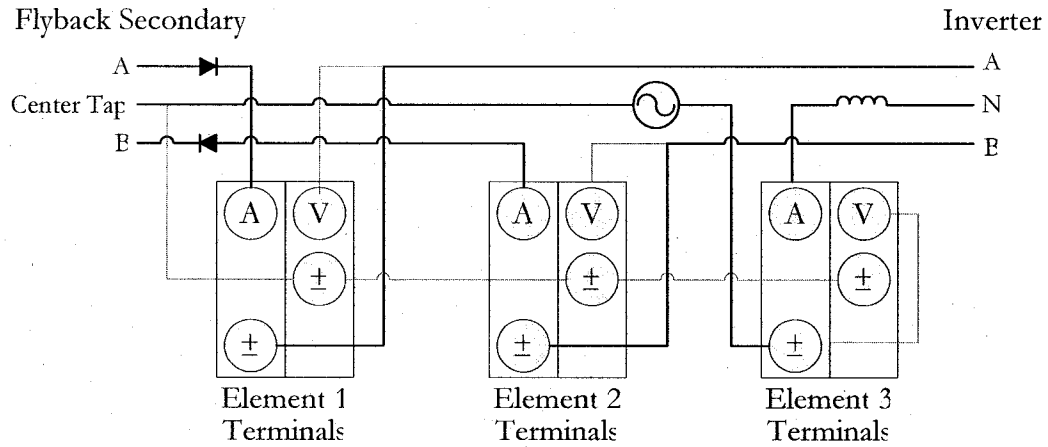 Flyback Secondary
Inverter
A
A
Center Tap
N
B
B
A V
A V
A V
±
±
±
±
±
±
Element 1
Terminals
Element 2
Terminals
Element 3
Terminals